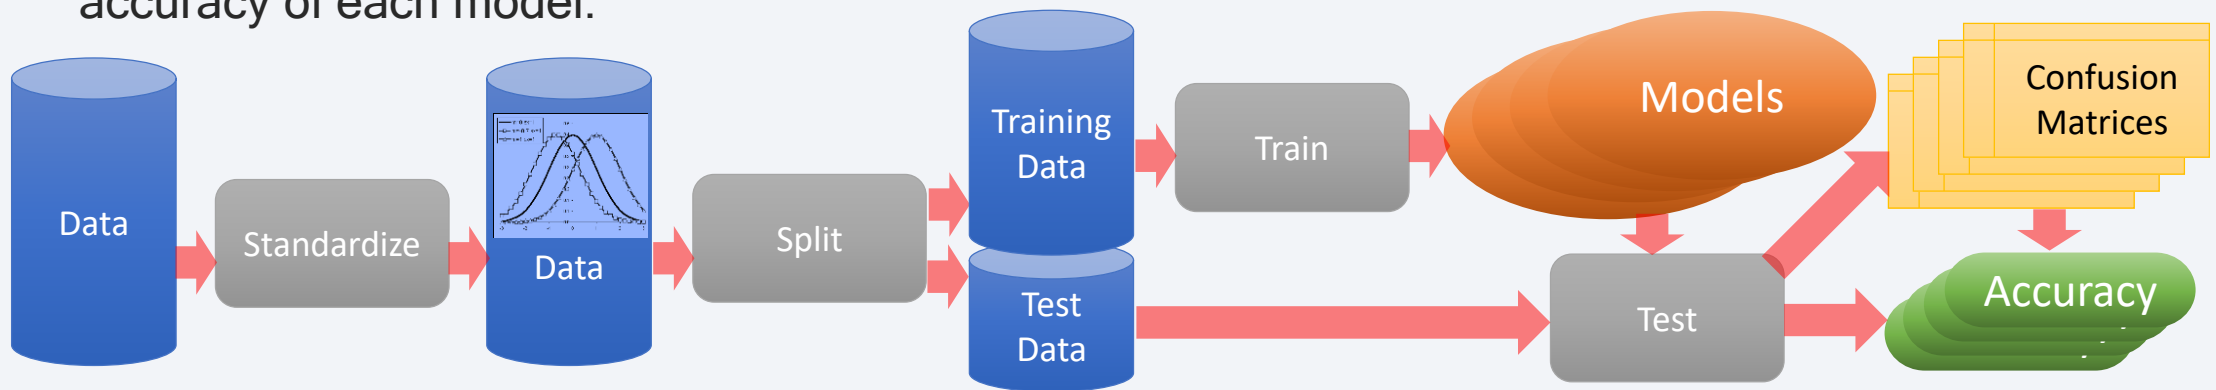 accuracy of each model.
Data
Standardize
Data
Split
Training
Data
Test
Data
Train
Models
Test
Confusion
Matrices
Accuracy